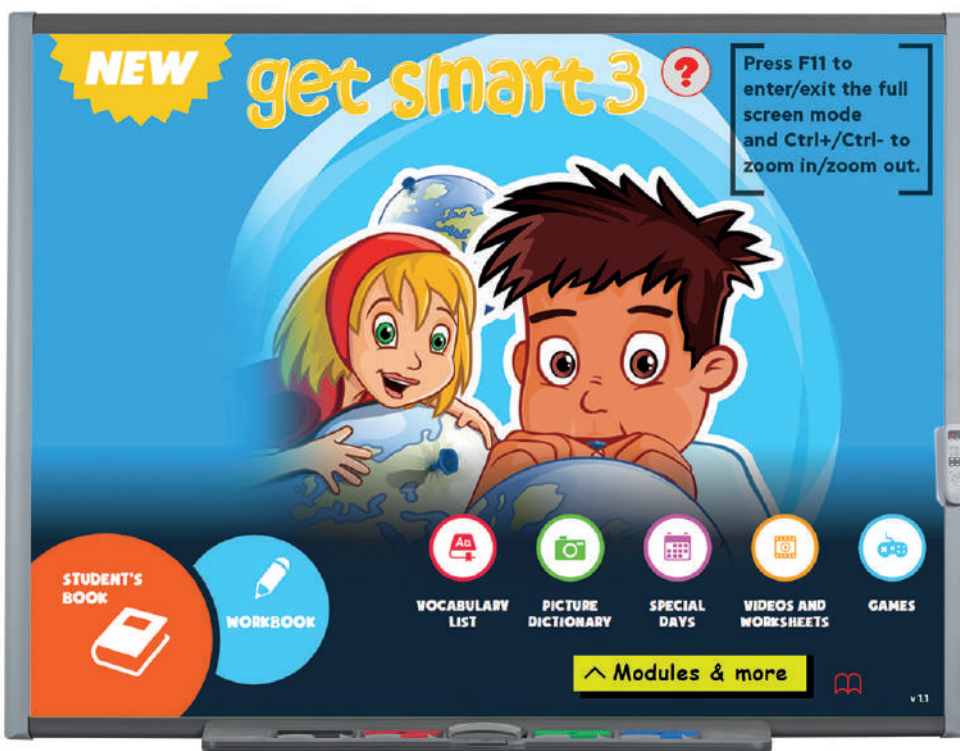 NEW
get smart 3
?
Press F11 to
enter/exit the full
screen mode
and Ctrl+/Ctrl- to
zoom in/zoom out.
STUDENT'S
BOOK
WORKBOOK
Aa
VOCABULARY
LIST
PICTURE
DICTIONARY
SPECIAL
DAYS
VIDEOS AND
WORKSHEETS
GAMES
Modules & more
v 1.1